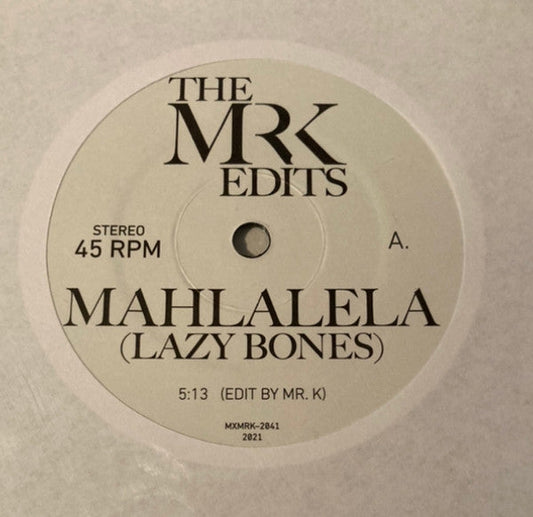 THE
MRK
EDITS
STEREO
45 RPM
A.
MAHLALELA
(LAZY BONES)
5:13 (EDIT BY MR. K)
MXMRK-2041
2021